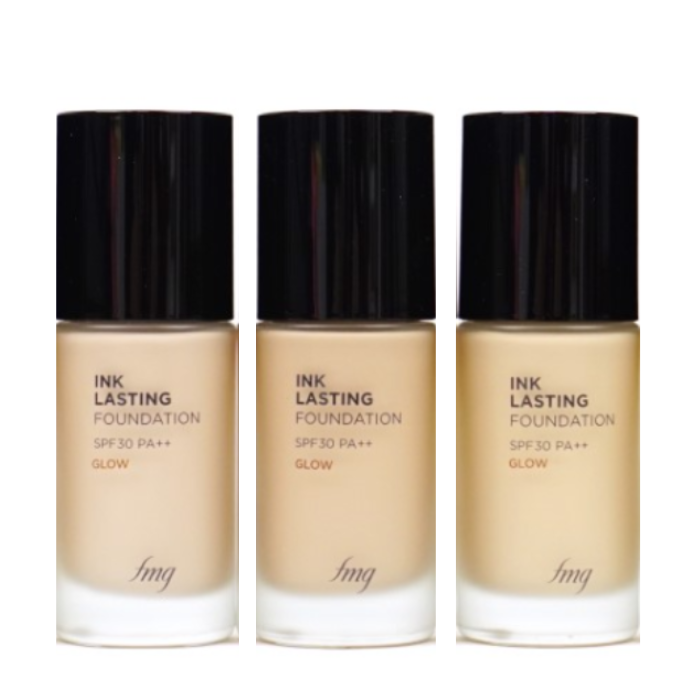 INK
LASTING
FOUNDATION
SPF30 PA++
GLOW
fmg
INK
LASTING
FOUNDATION
SPF30 PA++
GLOW
fmg
INK
LASTING
FOUNDATION
SPF30 PA++
GLOW
fmg